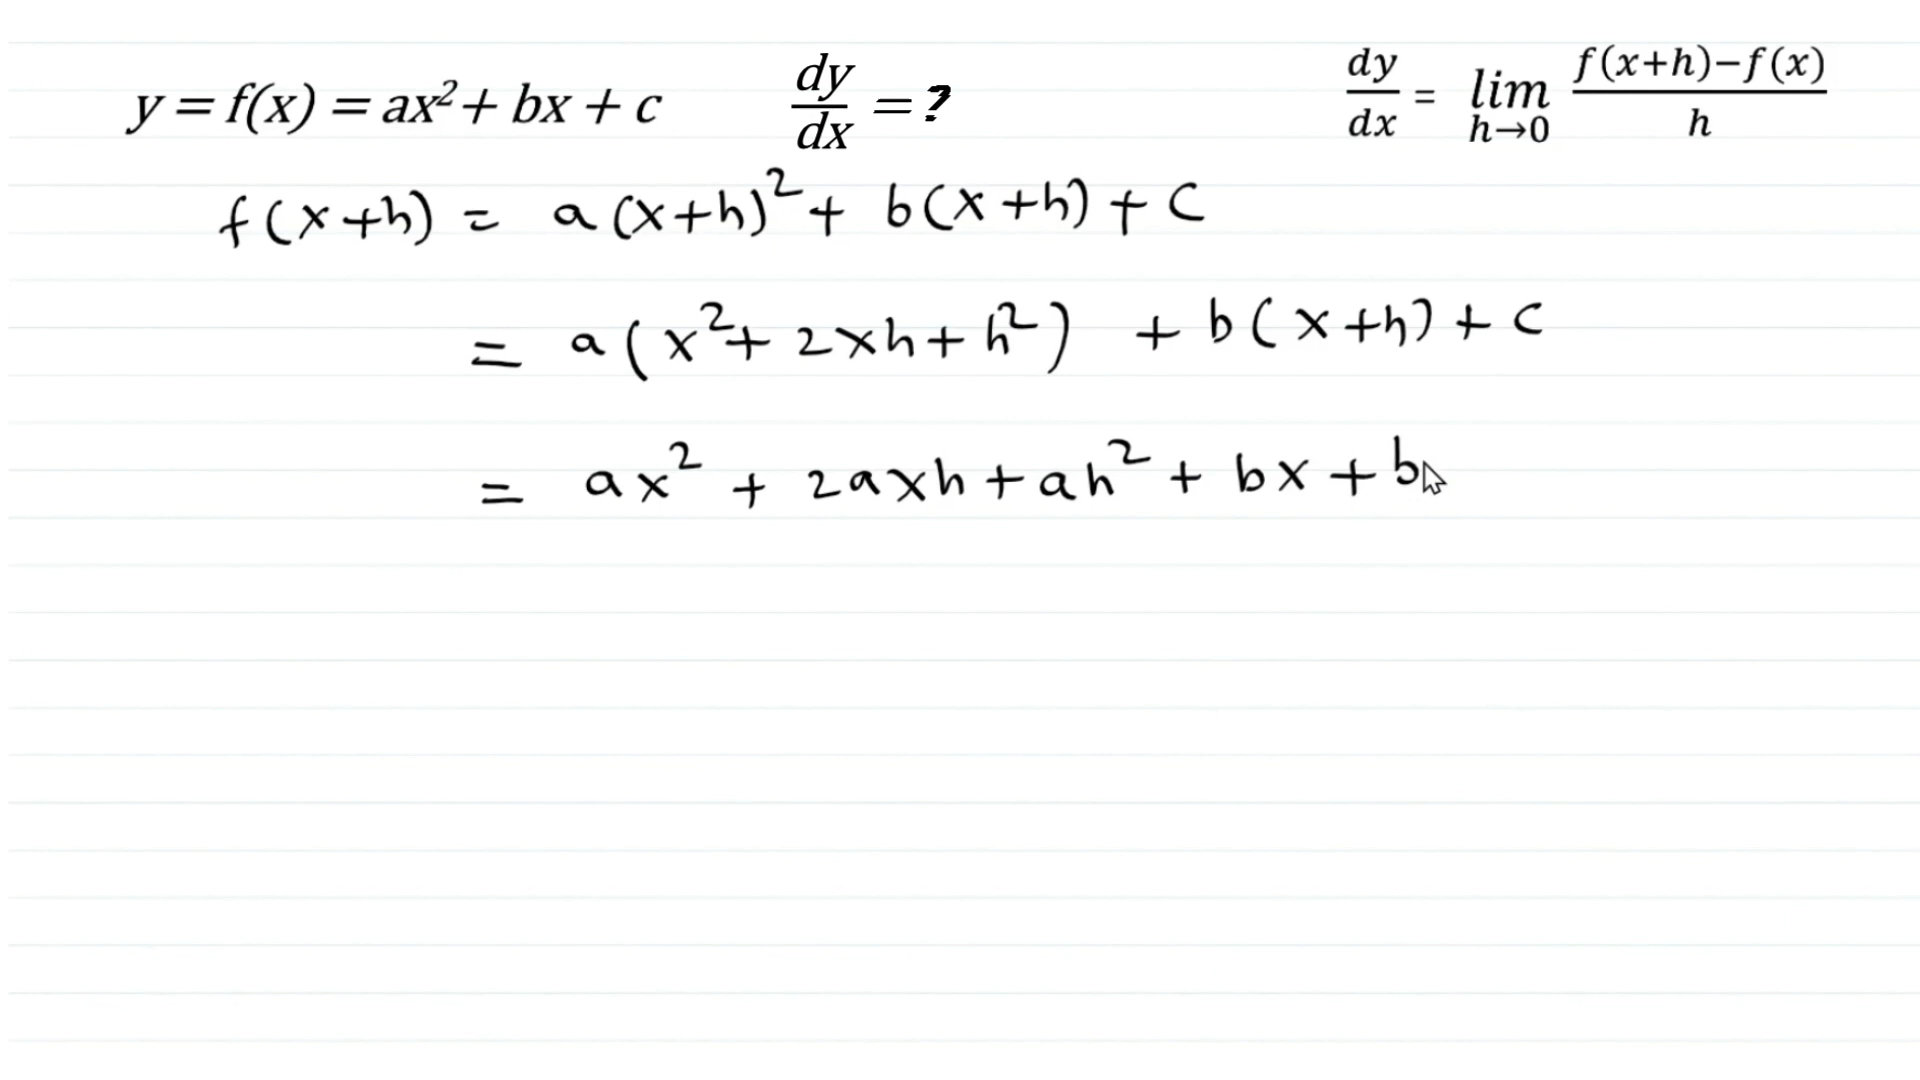 y = f(x) = ax²+ bx + c dy/dx = ? dy/dx = lim h→0 f(x+h)−f(x)/h
f(x+h) = a(x+h)²+ b(x+h)+c
= a(x²+ 2xh+h²) + b(x+h)+c
= ax² + 2axh+ah² + bx+b